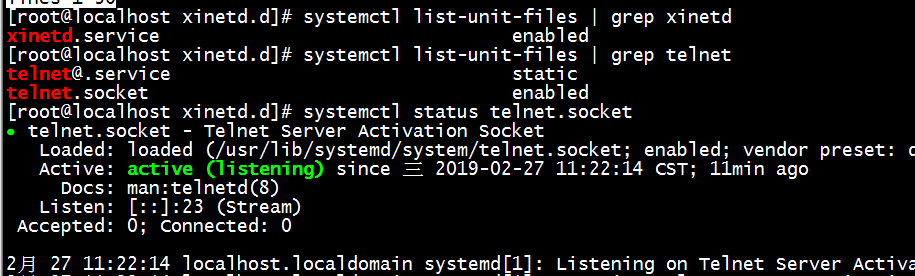 [root@localhost xinetd.d]# systemctl list-unit-files | grep xinetd
xinetd.service                                enabled
[root@localhost xinetd.d]# systemctl list-unit-files | grep telnet
telnet@.service                               static
telnet.socket                                 enabled
[root@localhost xinetd.d]# systemctl status telnet.socket
● telnet.socket - Telnet Server Activation Socket
   Loaded: loaded (/usr/lib/systemd/system/telnet.socket; enabled; vendor preset: d
   Active: active (listening) since 三 2019-02-27 11:22:14 CST; 11min ago
     Docs: man:telnetd(8)
   Listen: [::]:23 (Stream)
 Accepted: 0; Connected: 0
2月 27 11:22:14 localhost.localdomain systemd[1]: Listening on Telnet Server Activa